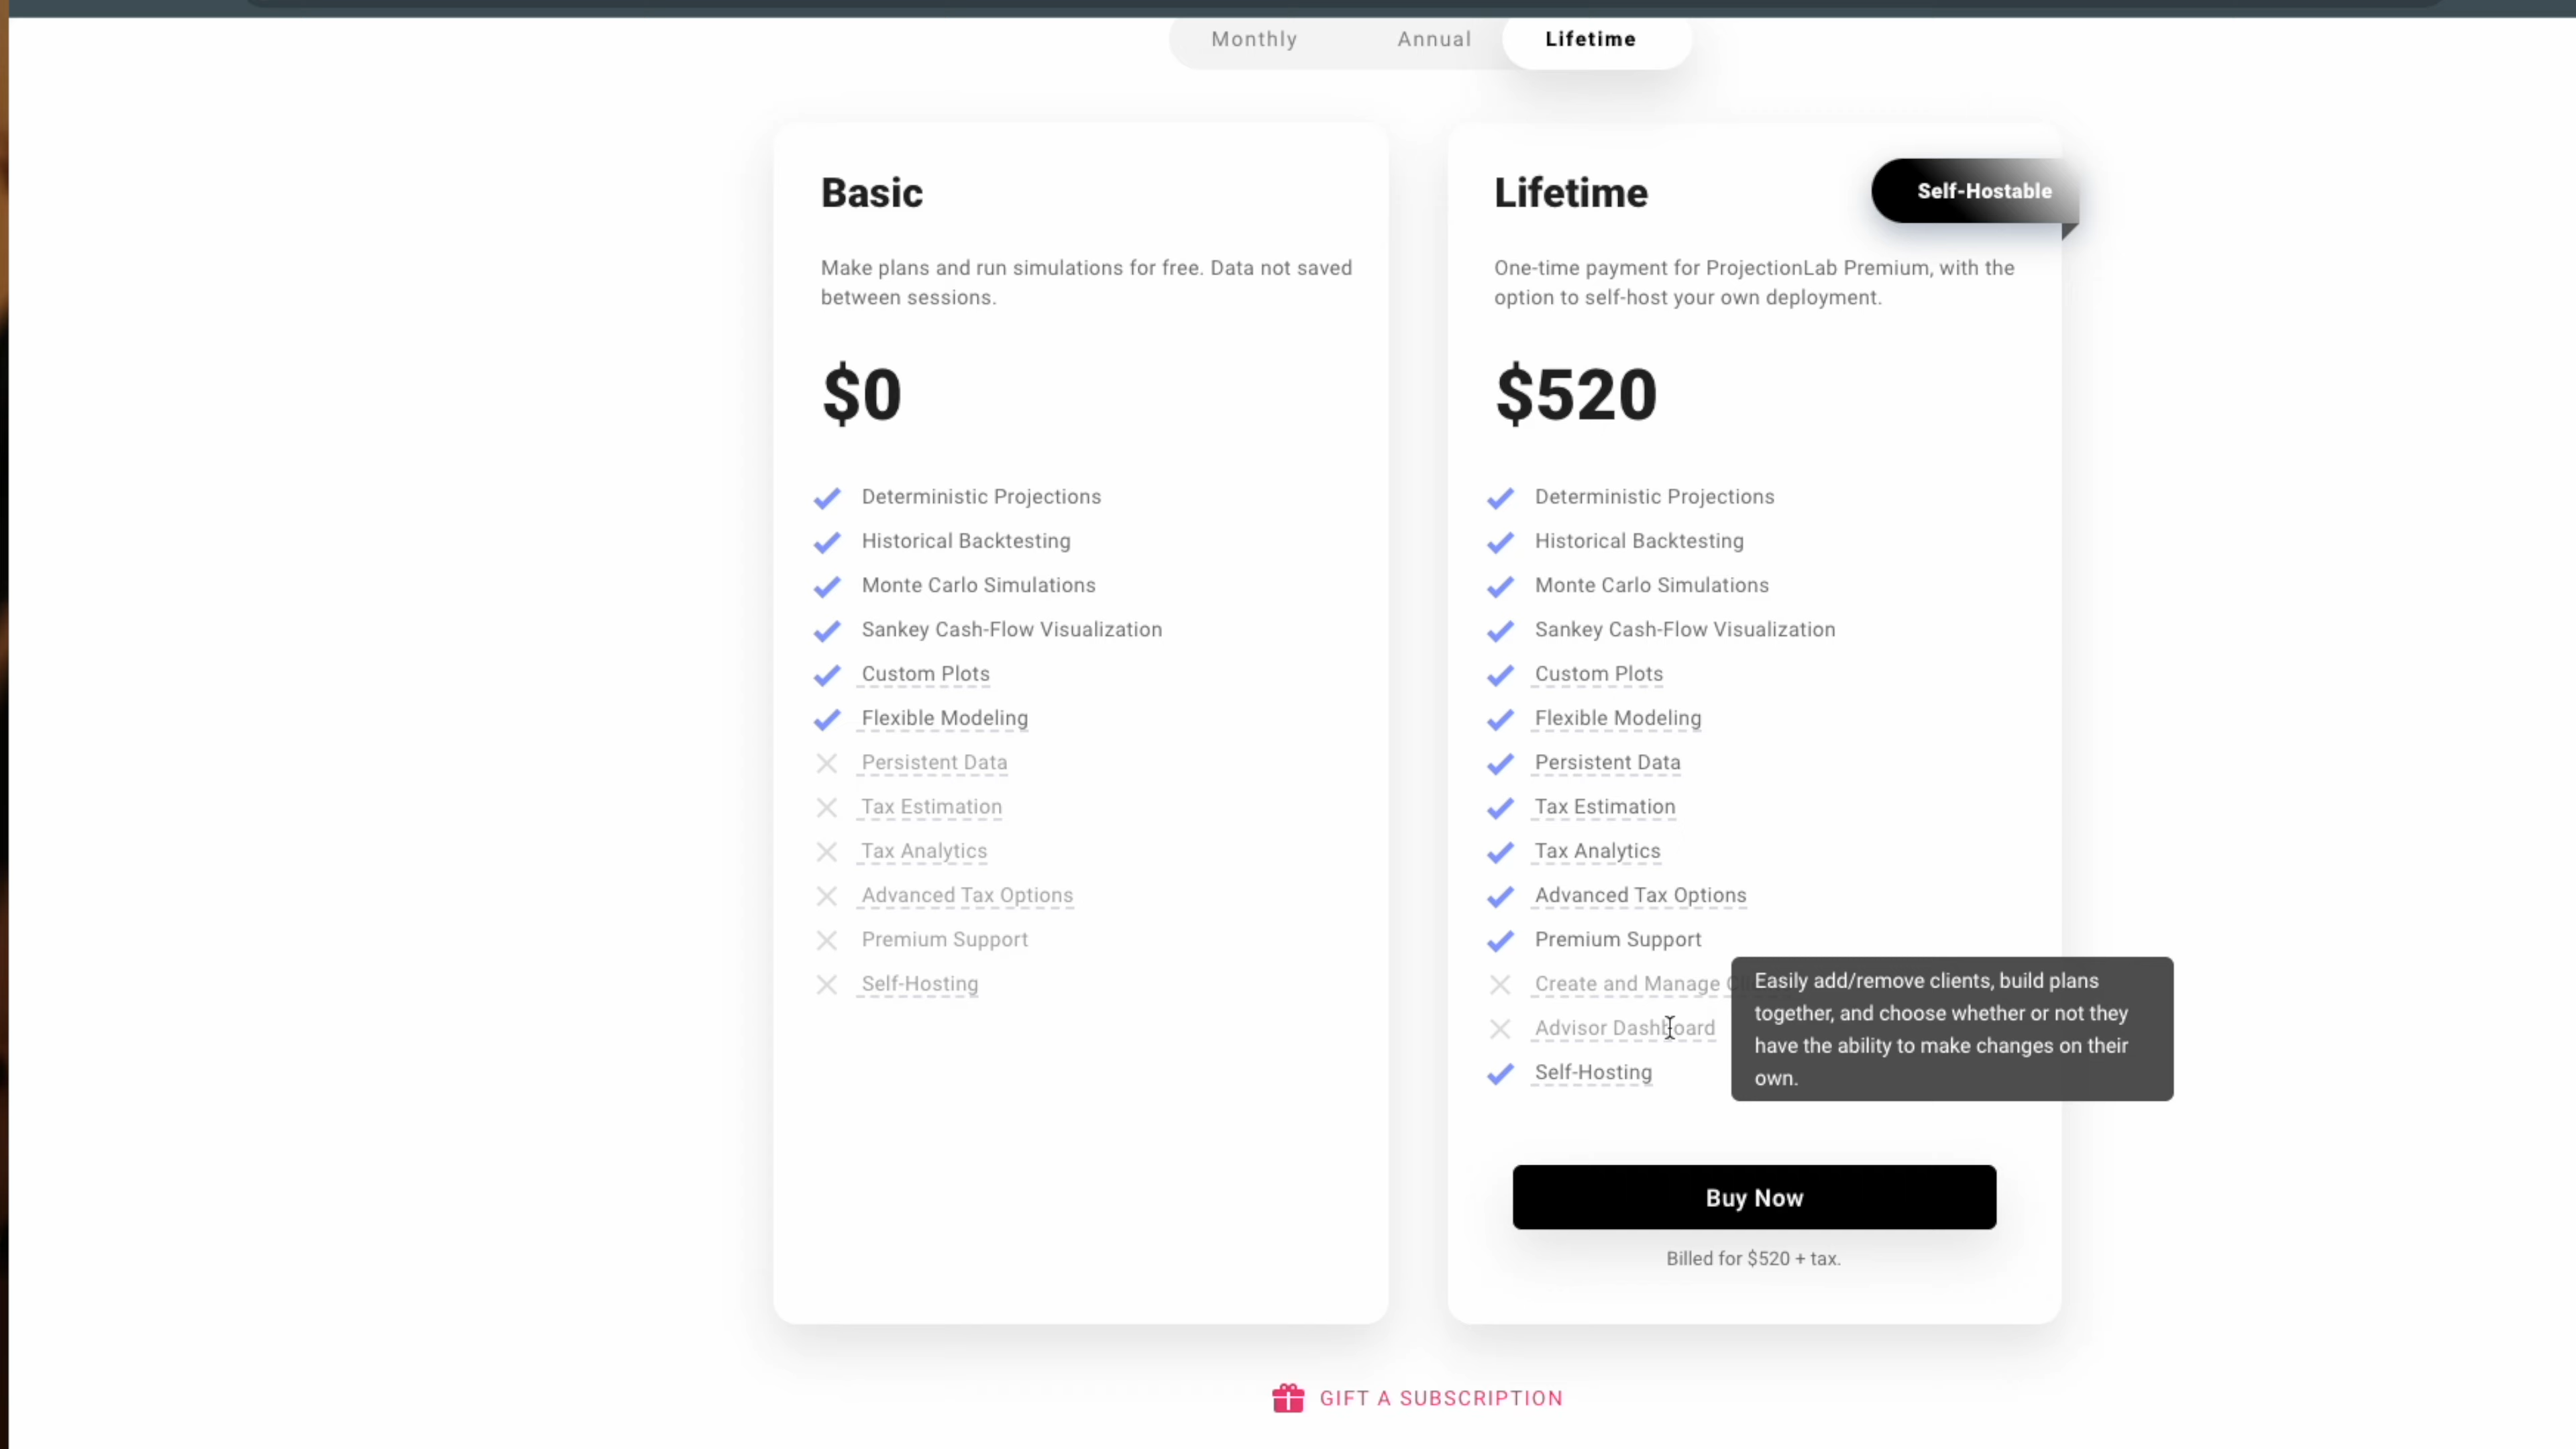 Monthly
Annual
Lifetime
Basic
Make plans and run simulations for free. Data not saved
between sessions.
$0
Deterministic Projections
Historical Backtesting
Monte Carlo Simulations
Sankey Cash-Flow Visualization
Custom Plots
Flexible Modeling
Persistent Data
Tax Estimation
Tax Analytics
Advanced Tax Options
Premium Support
Self-Hosting
Lifetime
Self-Hostable
One-time payment for ProjectionLab Premium, with the
option to self-host your own deployment.
$520
Deterministic Projections
Historical Backtesting
Monte Carlo Simulations
Sankey Cash-Flow Visualization
Custom Plots
Flexible Modeling
Persistent Data
Tax Estimation
Tax Analytics
Advanced Tax Options
Premium Support
Create and Manage
Advisor Dashboard
Self-Hosting
Easily add/remove clients, build plans
together, and choose whether or not they
have the ability to make changes on their
own.
Buy Now
Billed for $520 + tax.
GIFT A SUBSCRIPTION